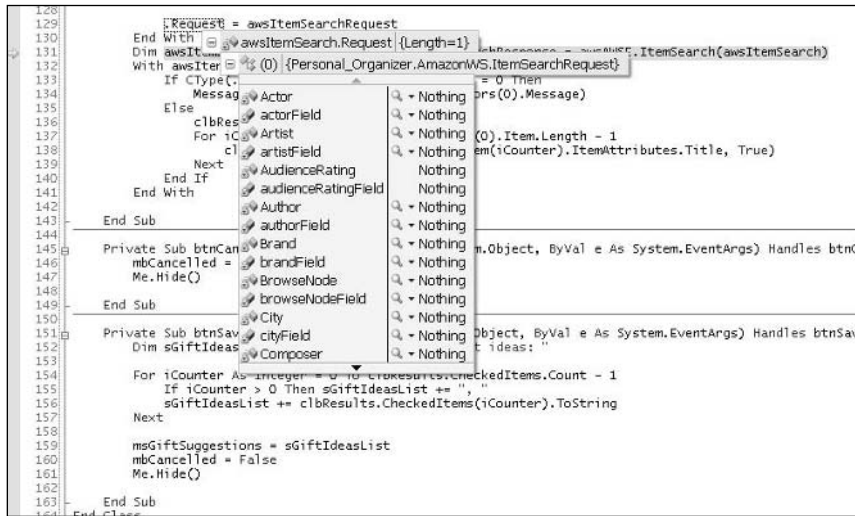 128
129 .Request = awsItemSearchRequest
130 End With
awsItemSearch.Request {Length=1}
131 Dim = awsAWSE.ItemSearch(awsItemSearch)
132 With
(0) {Personal_Organizer.AmazonWS.ItemSearchRequest}
133 If CType(. = 0 Then
134 Messag ors(0).Message)
135 Else
136 clbRes
137 For iC (0).Item.Length - 1
138 cl em(iCounter).ItemAttributes.Title, True)
139 Next
140 End If
141 End With
142
143 End Sub
144
145 Private Sub btnCan m.Object, ByVal e As System.EventArgs) Handles btnC
146 mbCancelled =
147 Me.Hide()
148
149 End Sub
150
151 Private Sub btnSav Object, ByVal e As System.EventArgs) Handles btnSav
152 Dim sGiftIdeas t ideas: "
153
Actor Nothing
actorField Nothing
Artist Nothing
artistField Nothing
AudienceRating Nothing
audienceRatingField Nothing
Author Nothing
authorField Nothing
Brand Nothing
brandField Nothing
BrowseNode Nothing
browseNodeField Nothing
City Nothing
cityField Nothing
Composer Nothing
154 For iCounter As Integer = 0 To clbResults.CheckedItems.Count - 1
155 If iCounter > 0 Then sGiftIdeasList += ", "
156 sGiftIdeasList += clbResults.CheckedItems(iCounter).ToString
157 Next
158
159 msGiftSuggestions = sGiftIdeasList
160 mbCancelled = False
161 Me.Hide()
162
163 End Sub
164 End Class